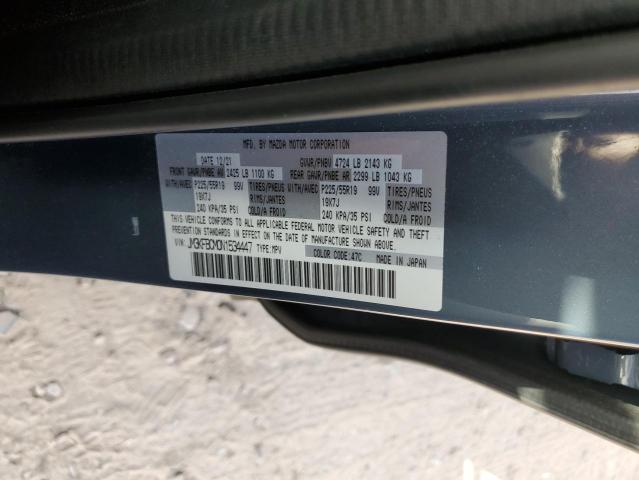 MFD. BY MAZDA MOTOR CORPORATION
DATE 12/21 GVWR/PNBV 4724 LB 2143 KG
FRONT GAWR/PNBE AV 2425 LB 1100 KG REAR GAWR/PNBE AR 2299 LB 1043 KG
WITH/AVEC P225/55R19 99V TIRES/PNEUS WITH/AVEC P225/55R19 99V TIRES/PNEUS
19X7J RIMS/JANTES 19X7J RIMS/JANTES
240 KPA/35 PSI COLD/A FROID 240 KPA/35 PSI COLD/A FROID
THIS VEHICLE CONFORMS TO ALL APPLICABLE FEDERAL MOTOR VEHICLE SAFETY AND THEFT
PREVENTION STANDARDS IN EFFECT ON THE DATE OF MANUFACTURE SHOWN ABOVE.
VIN: TYPE:MPV COLOR CODE:47C MADE IN JAPAN